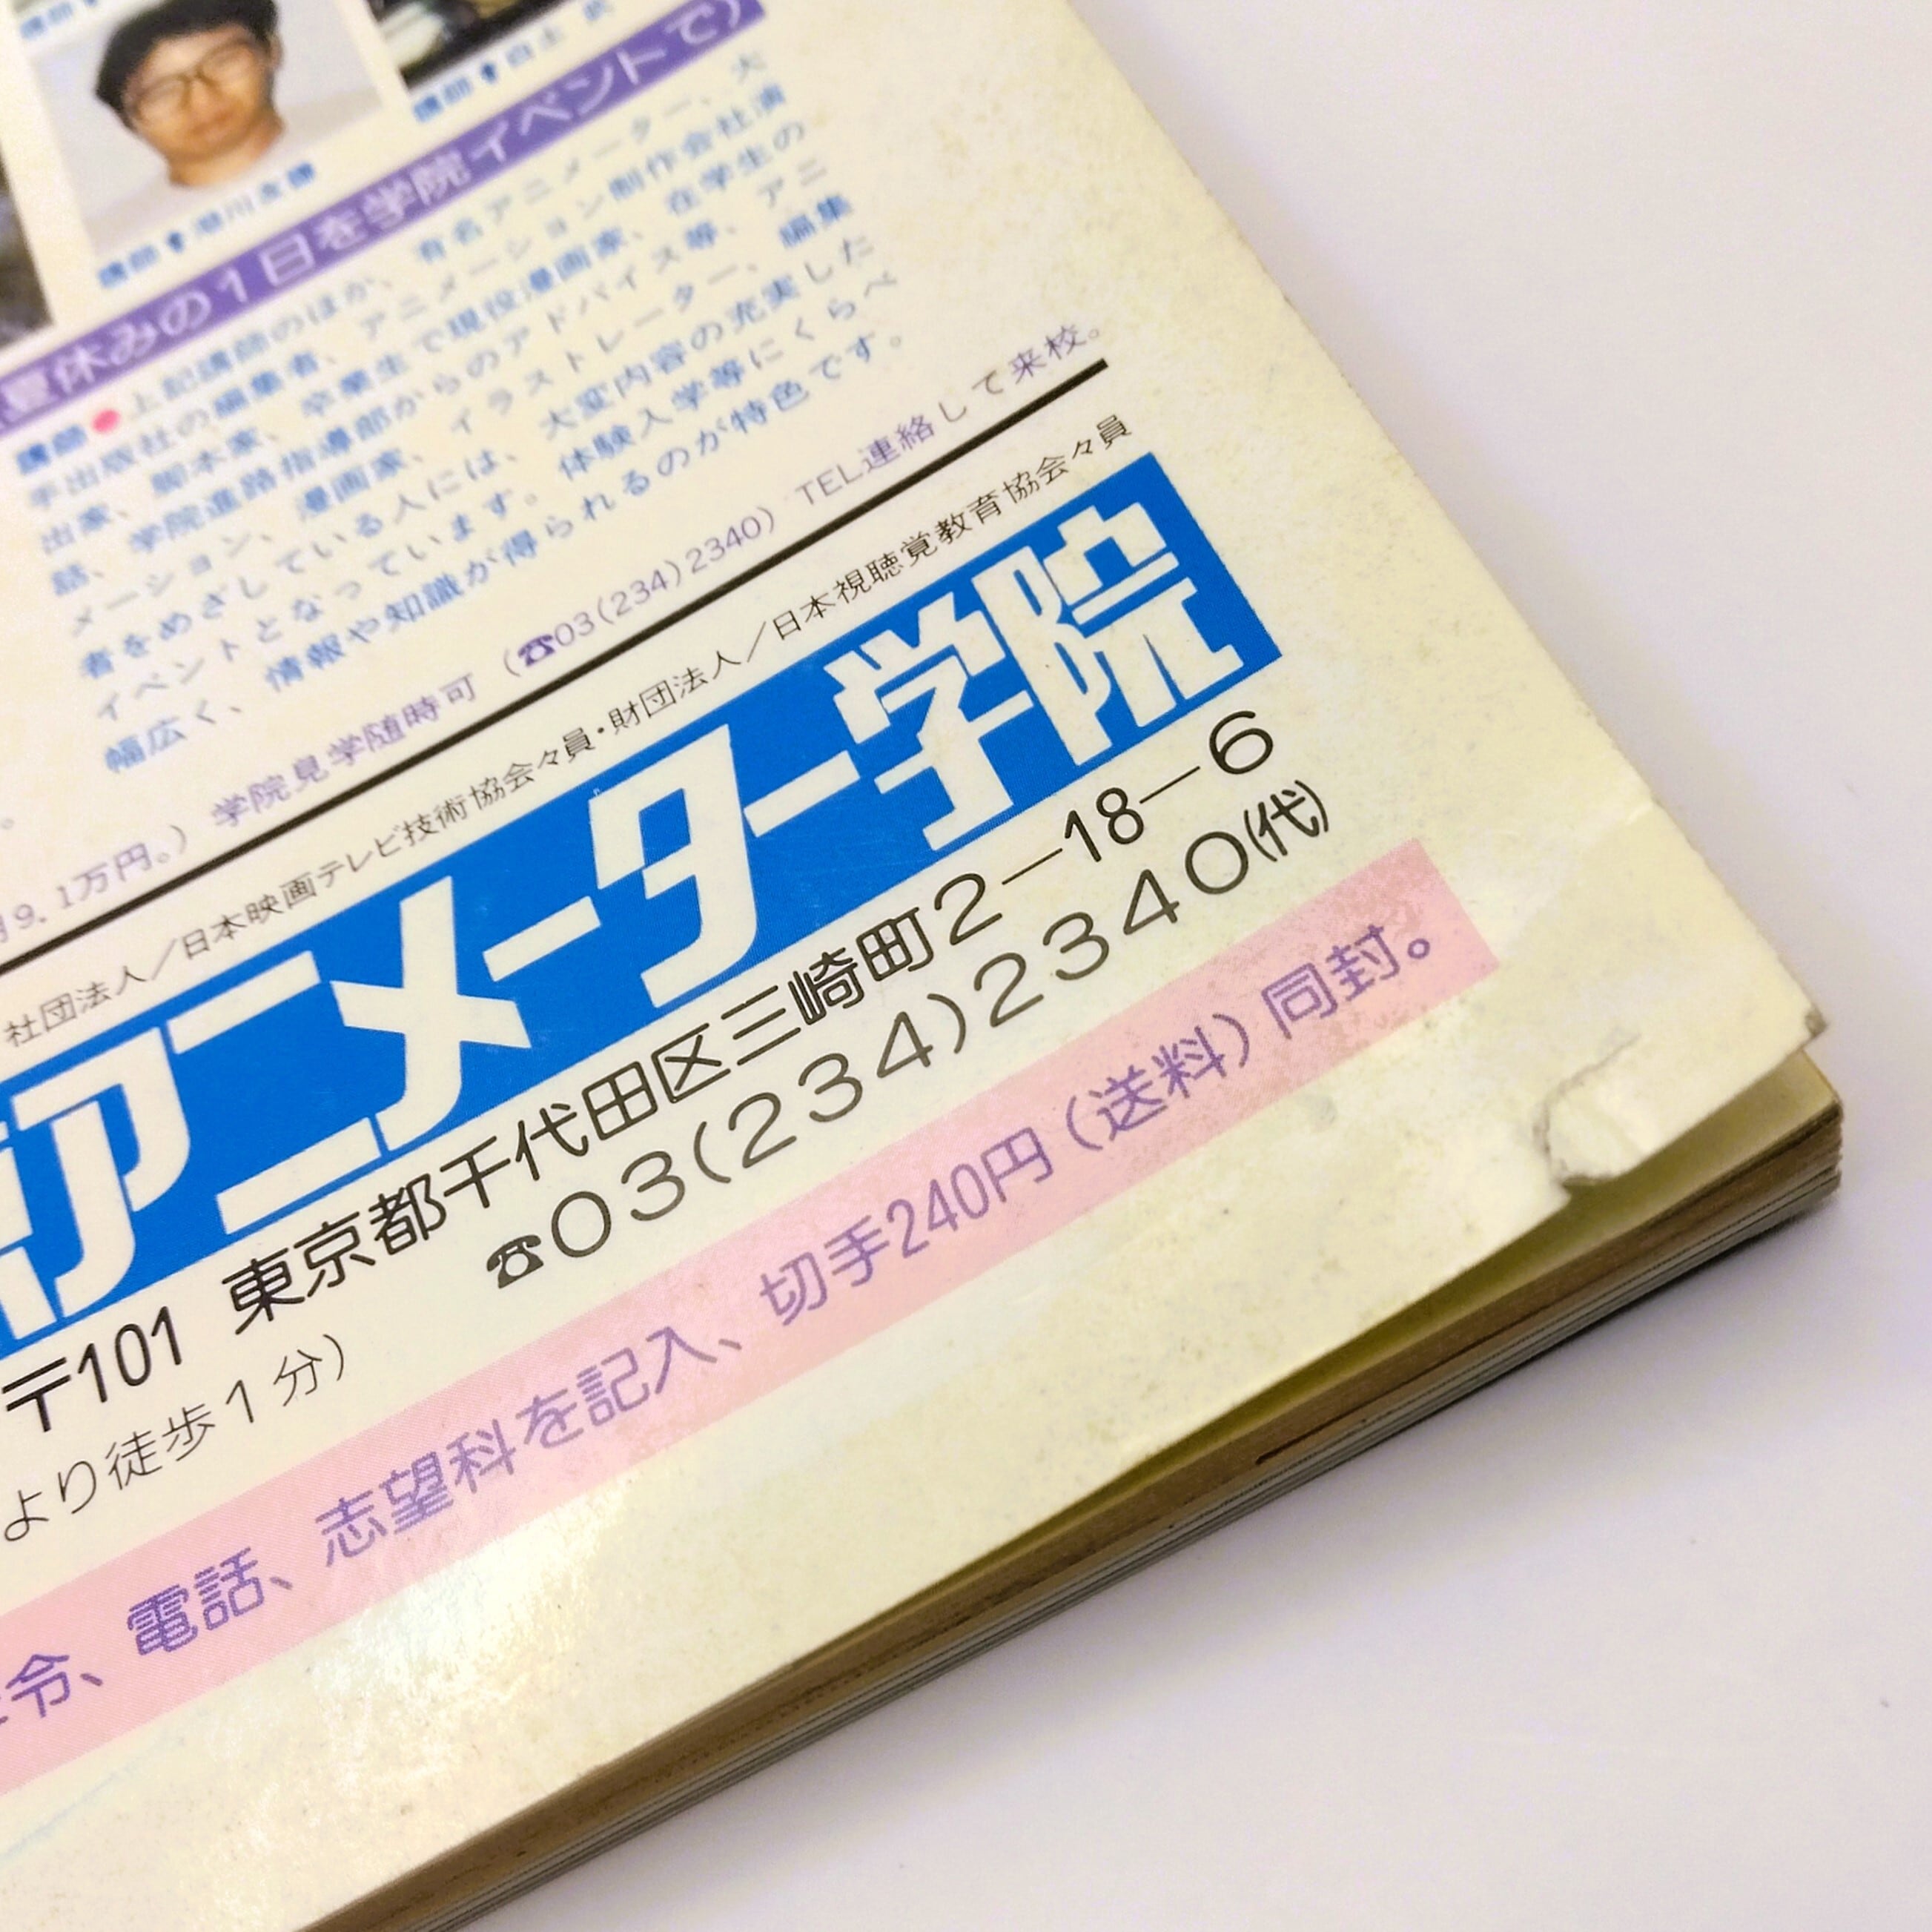 講師
講師
白土
講師
夏休みの1日を学院イベントで)
講師●上記講師のほか、有名アニメーター、大
手出版社の編集者、アニメーション制作会社演
出家、脚本家、卒業生で現役漫画家、在学生の
話、学院進路指導部からのアドバイス等、アニ
メーション、漫画家、イラストレーター、編集
者をめざしている人には、大変内容の充実した
イベントとなっています。体験入学等にくらべ
幅広く、情報や知識が得られるのが特色です。
9.1万円。) 学院見学随時可 (☎03(234)2340) TEL連絡して来校。
社団法人/日本映画テレビ技術協会々員・財団法人/日本視聴覚教育協会々員
アニメーター学院
〒101 東京都千代田区三崎町2-18-6
より徒歩1分) ☎03(234)2340(代)
令、電話、志望科を記入、切手240円(送料)同封。